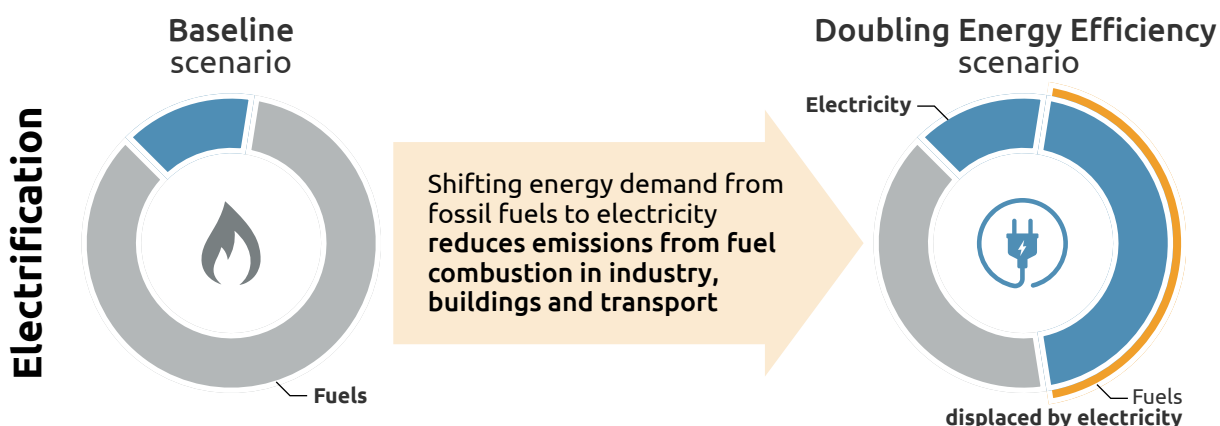 Electrification
Baseline
scenario
Fuels
Shifting energy demand from
fossil fuels to electricity
reduces emissions from fuel
combustion in industry,
buildings and transport
Doubling Energy Efficiency
scenario
Electricity
Fuels
displaced by electricity